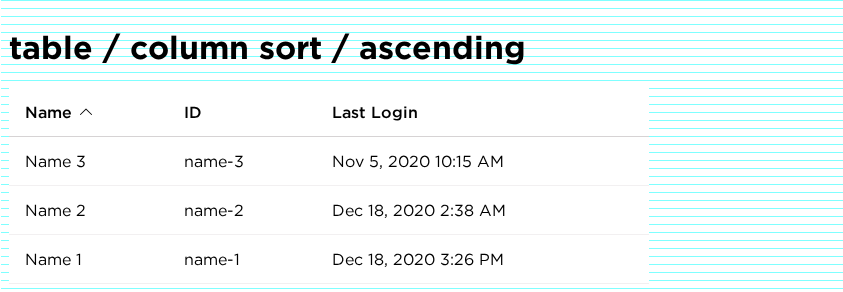 table / column sort / ascending
Name ID Last Login
Name 3 name-3 Nov 5, 2020 10:15 AM
Name 2 name-2 Dec 18, 2020 2:38 AM
Name 1 name-1 Dec 18, 2020 3:26 PM